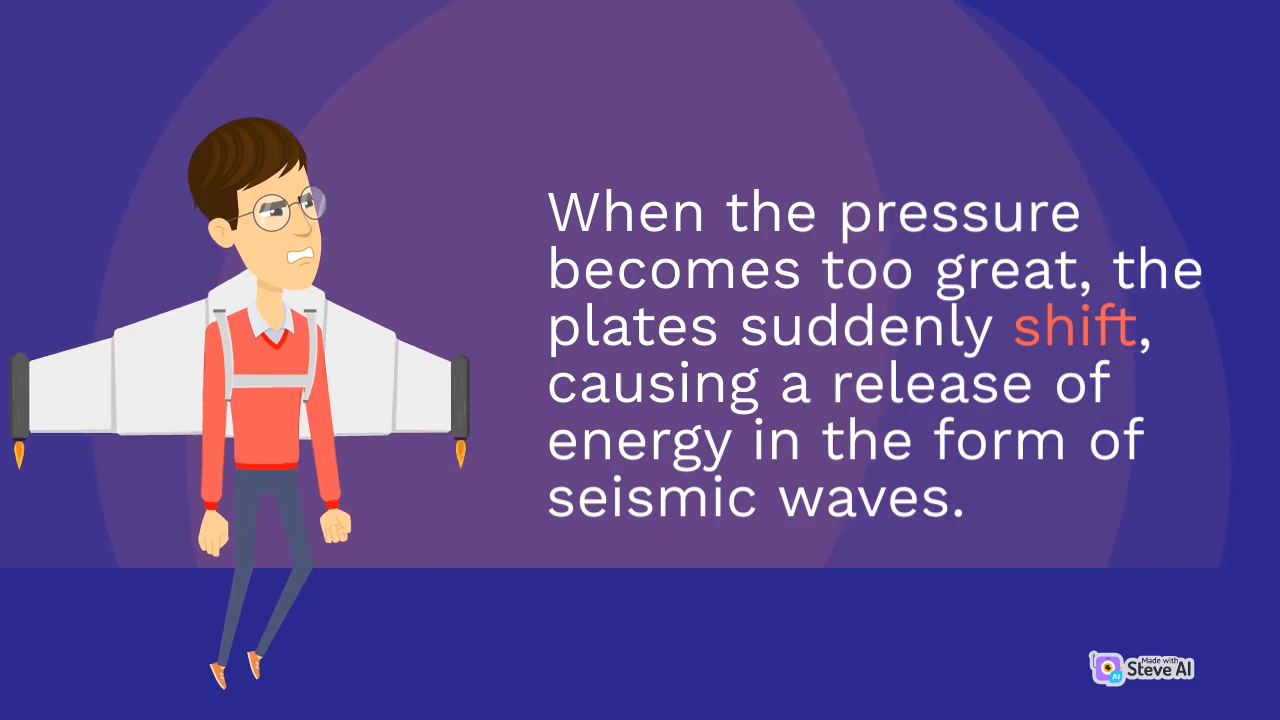 When the pressure
becomes too great, the
plates suddenly shift,
causing a release of
energy in the form of
seismic waves.
Made with
Steve AI
AI